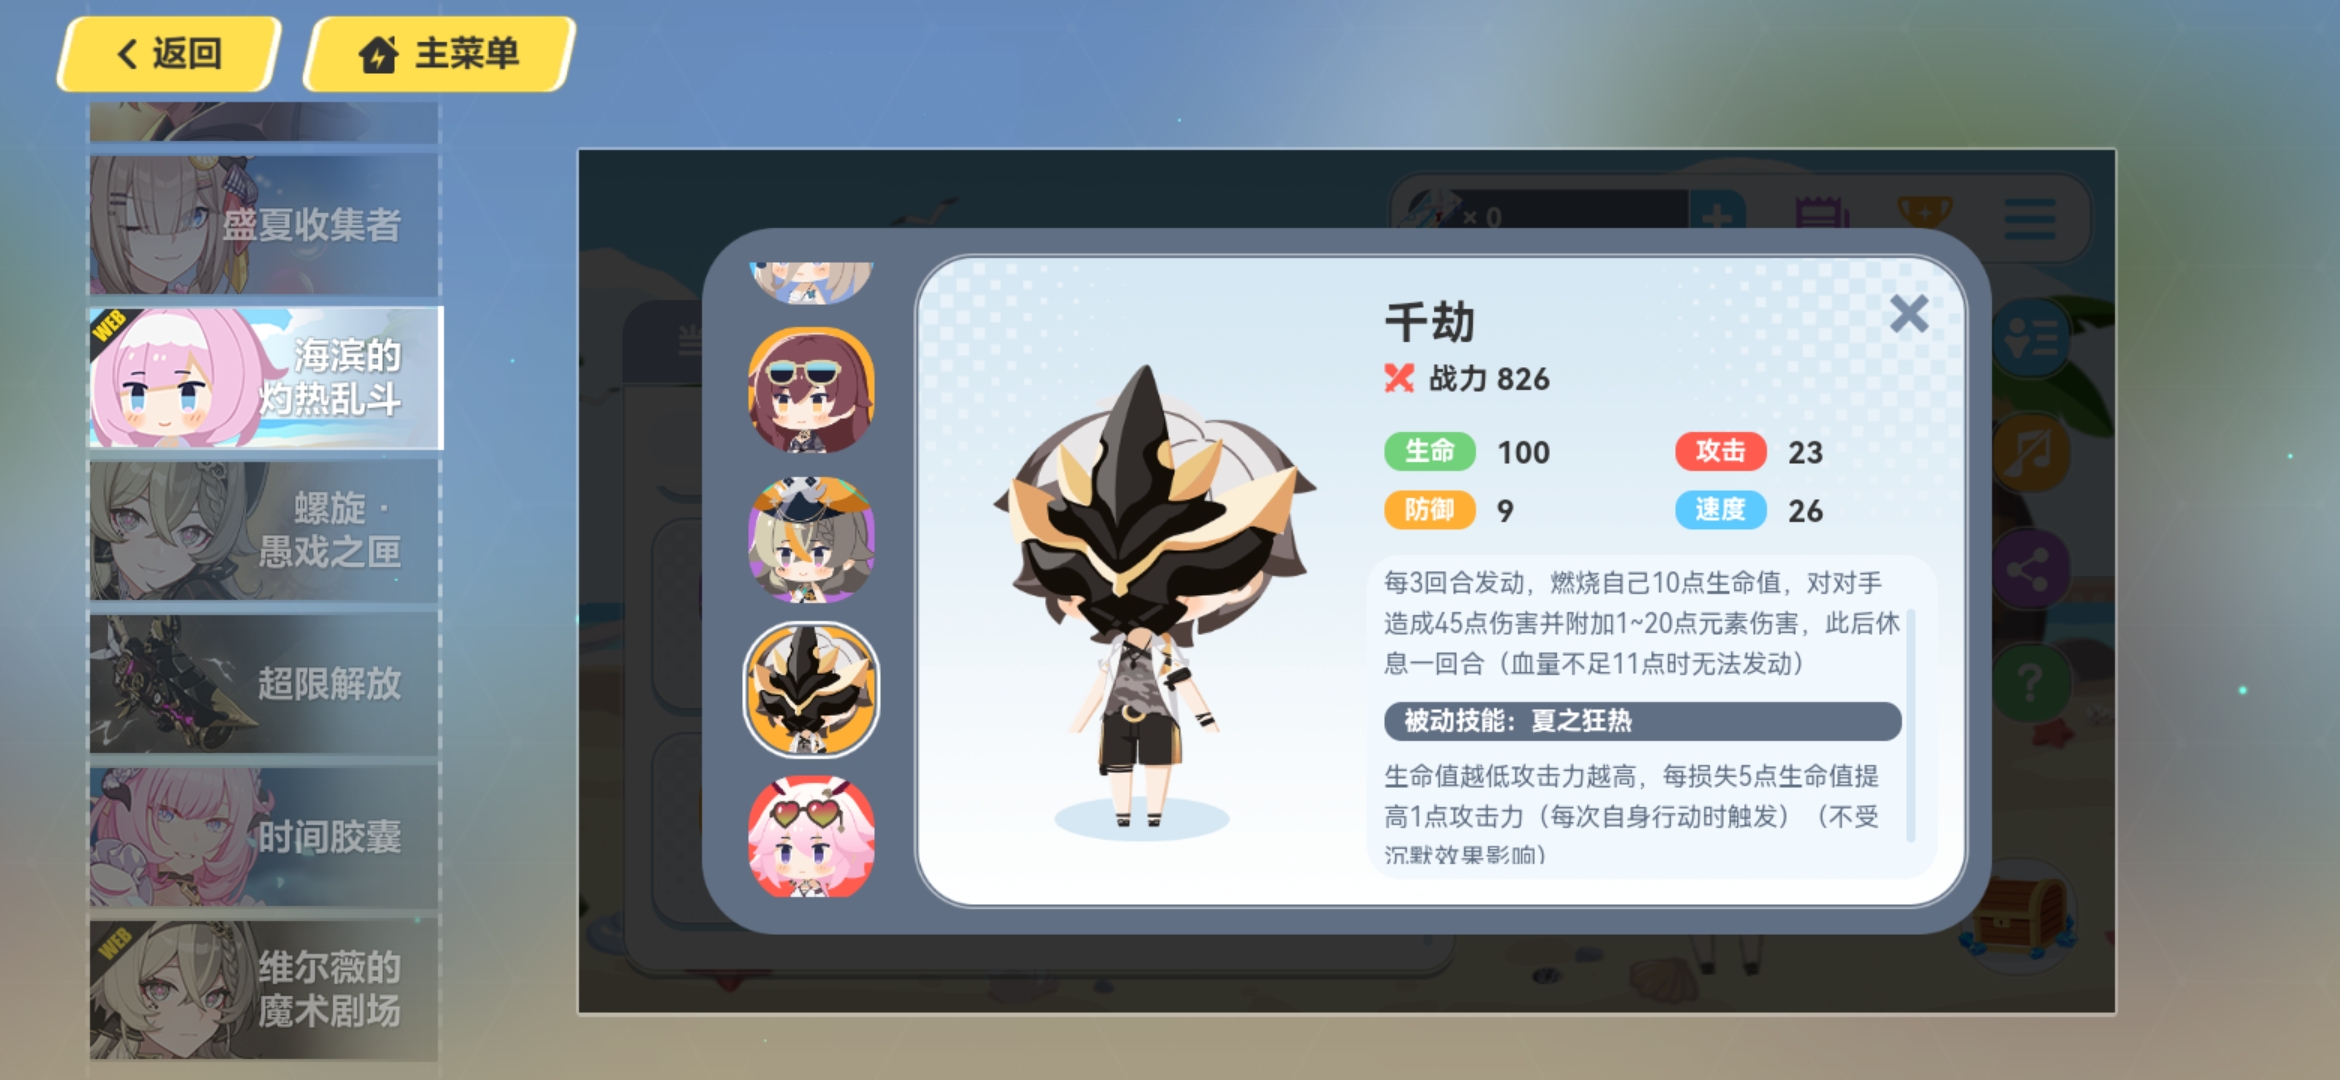 返回
主菜单
盛夏收集者
WEB
海滨的
灼热乱斗
螺旋·
愚戏之匣
超限解放
时间胶囊
WEB
维尔薇的
魔术剧场
×0
当
千劫
战力 826
生命 100
攻击 23
防御 9
速度 26
每3回合发动，燃烧自己10点生命值，对对手
造成45点伤害并附加1~20点元素伤害，此后休
息一回合（血量不足11点时无法发动）
被动技能：夏之狂热
生命值越低攻击力越高，每损失5点生命值提
高1点攻击力（每次自身行动时触发）（不受
沉默效果影响）
?